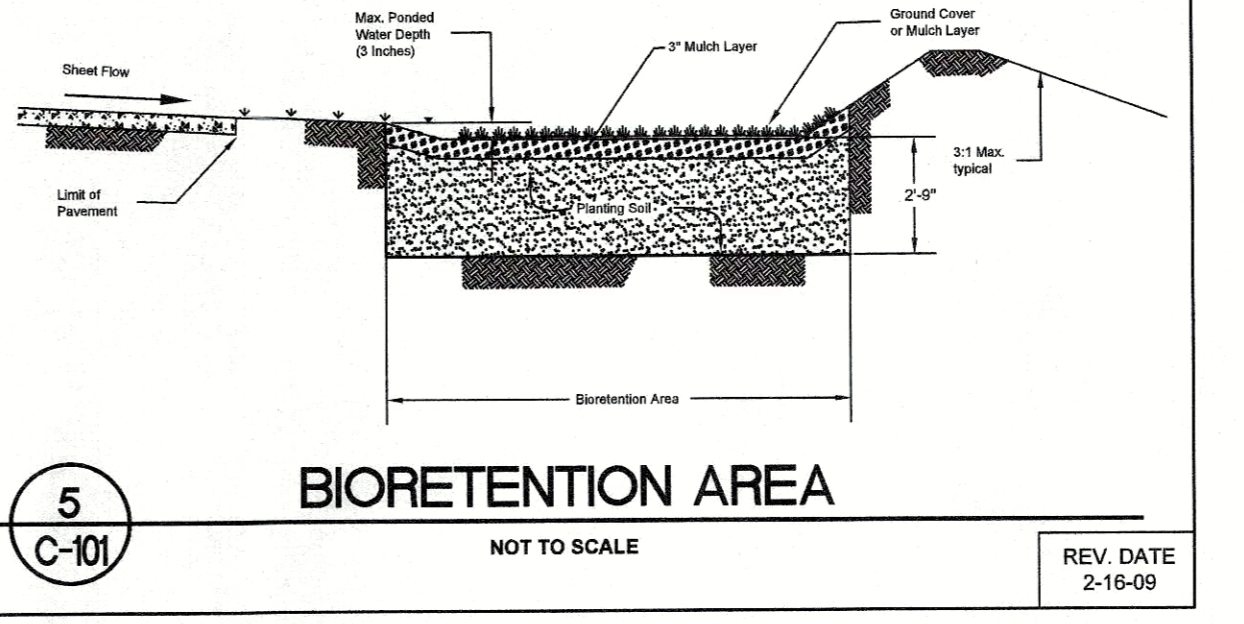 Max. Ponded
Water Depth
(3 Inches)
Ground Cover
or Mulch Layer
3" Mulch Layer
Sheet Flow
3:1 Max.
typical
Limit of
Pavement
2'-9"
Planting Soil
Bioretention Area
5
C-101
BIORETENTION AREA
NOT TO SCALE
REV. DATE
2-16-09